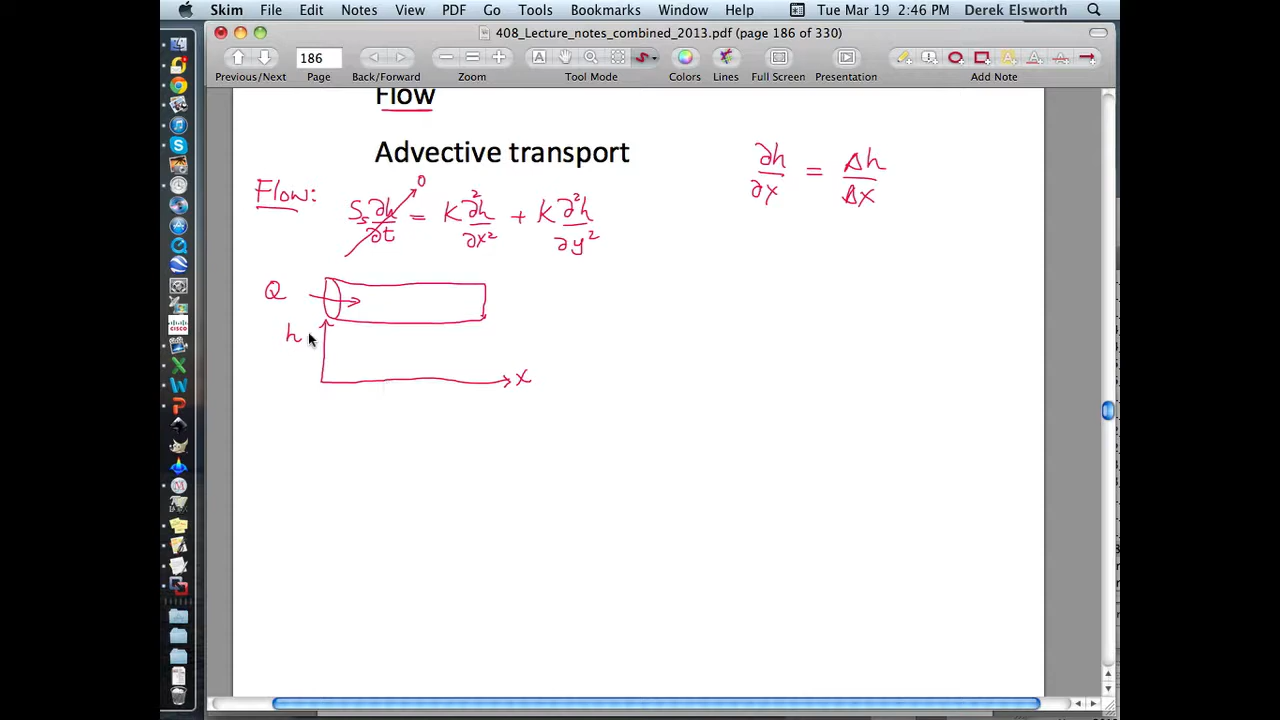 Skim File Edit Notes View PDF Go Tools Bookmarks Window Help Tue Mar 19 2:46 PM Derek Elsworth
408_Lecture_notes_combined_2013.pdf (page 186 of 330)
186
Previous/Next Page Back/Forward Zoom Tool Mode Colors Lines Full Screen Presentation Add Note
Flow
Advective transport
∂h/∂x = Δh/Δx
Flow: Ss ∂h/∂t = K ∂²h/∂x² + K ∂²h/∂y²
0
Q
h
x
CISCO